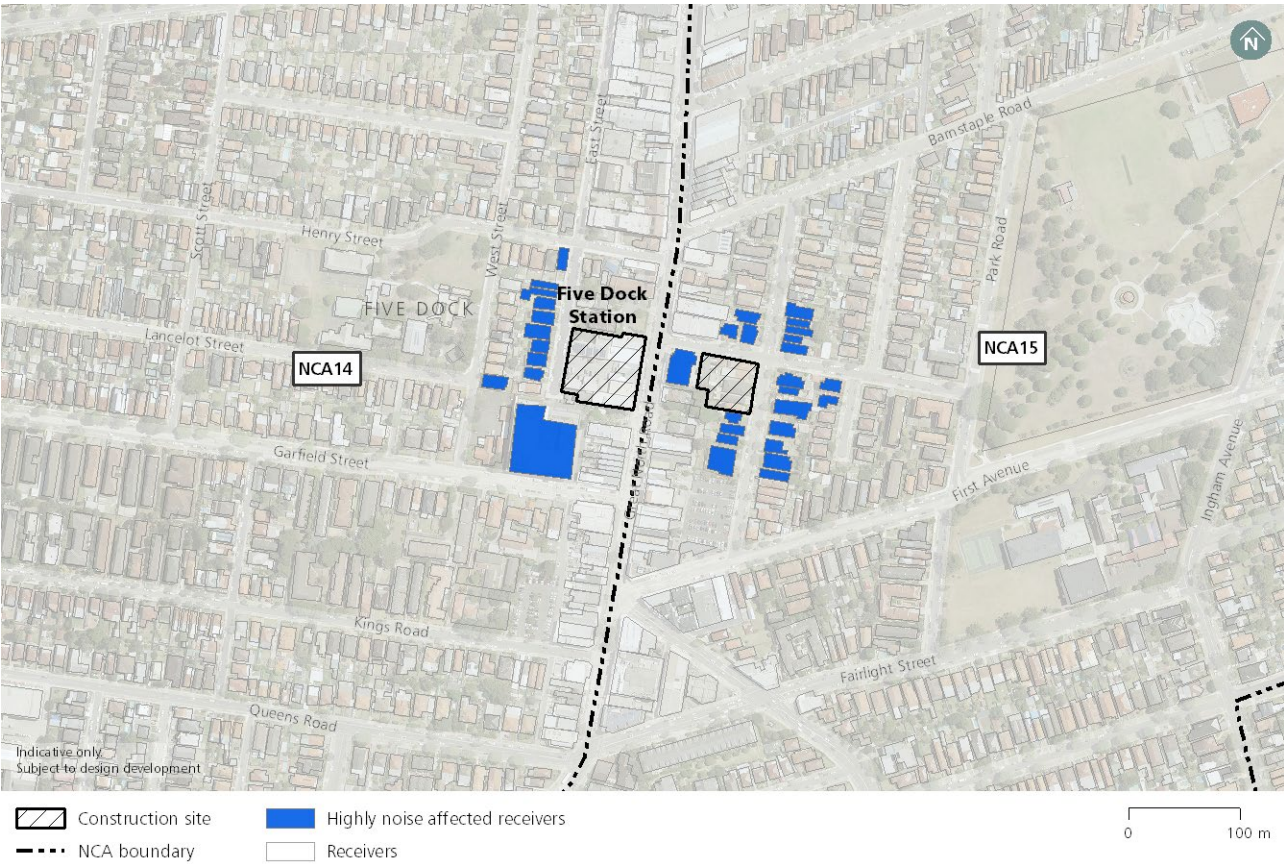 N
Barnstaple Road
East Street
Scott Street
Henry Street
West Street
Park Road
Five Dock
Station
FIVE DOCK
Lancelot Street
NCA14
NCA15
Garfield Street
Road
First Avenue
Ingham Avenue
Kings Road
Fairlight Street
Queens Road
Indicative only
Subject to design development
Construction site
Highly noise affected receivers
NCA boundary
Receivers
0
100 m